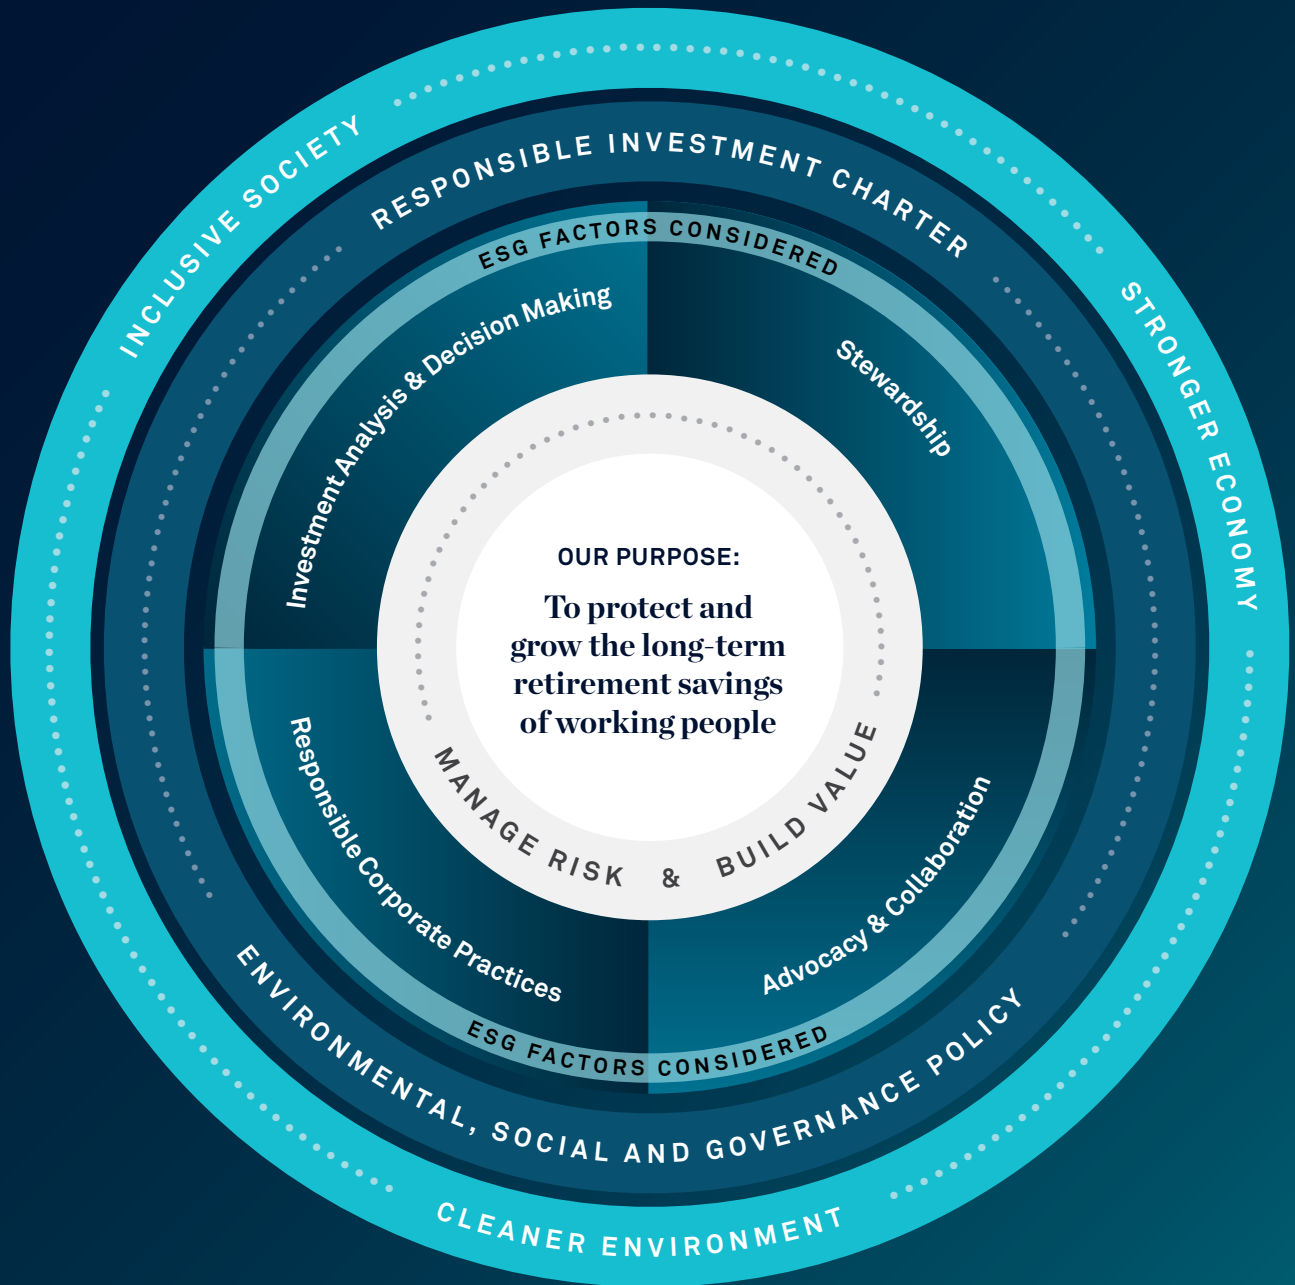 INCLUSIVE SOCIETY
STRONGER ECONOMY
RESPONSIBLE INVESTMENT CHARTER
ESG FACTORS CONSIDERED
Investment Analysis & Decision Making
Stewardship
OUR PURPOSE:
To protect and
grow the long-term
retirement savings
of working people
MANAGE RISK & BUILD VALUE
Responsible Corporate Practices
Advocacy & Collaboration
ESG FACTORS CONSIDERED
ENVIRONMENTAL, SOCIAL AND GOVERNANCE POLICY
CLEANER ENVIRONMENT